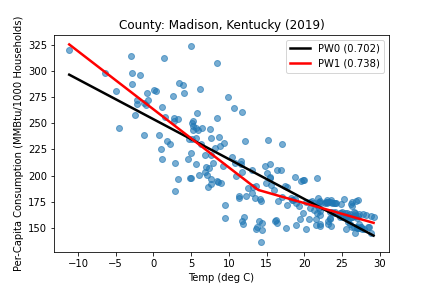 County: Madison, Kentucky (2019)
PW0 (0.702)
PW1 (0.738)
Per-Capita Consumption (MMBtu/1000 Households)
325
300
275
250
225
200
175
150
−10 −5 0 5 10 15 20 25 30
Temp (deg C)